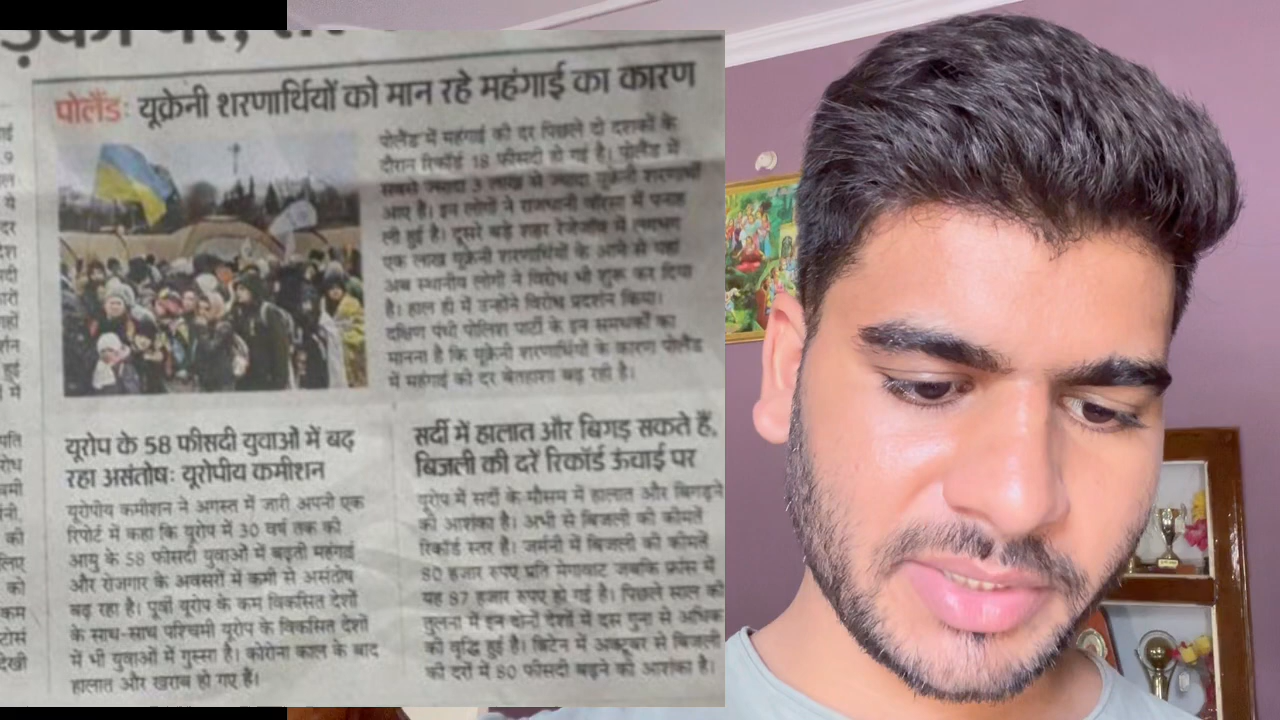 पोलैंड: यूक्रेनी शरणार्थियों को मान रहे महंगाई का कारण
पोलैंड में महंगाई की दर पिछले दो दशकों के
दौरान रिकॉर्ड 18 फीसदी हो गई है। पोलैंड में
सबसे ज्यादा 3 लाख से ज्यादा यूक्रेनी शरणार्थी
आए हैं। इन लोगों ने राजधानी वॉरसा में पनाह
ली हुई है। दूसरे बड़े शहर रेजेजॉव में लगभग
एक लाख यूक्रेनी शरणार्थियों के आने से यहां
अब स्थानीय लोगों ने विरोध भी शुरू कर दिया
है। हाल ही में उन्होंने विरोध प्रदर्शन किया।
दक्षिण पंथी पोलिश पार्टी के इन समर्थकों का
मानना है कि यूक्रेनी शरणार्थियों के कारण पोलैंड
में महंगाई की दर बेतहाशा बढ़ रही है।
यूरोप के 58 फीसदी युवाओं में बढ़
रहा असंतोष: यूरोपीय कमीशन
यूरोपीय कमीशन ने अगस्त में जारी अपनी एक
रिपोर्ट में कहा कि यूरोप में 30 वर्ष तक की
आयु के 58 फीसदी युवाओं में बढ़ती महंगाई
और रोजगार के अवसरों में कमी से असंतोष
बढ़ रहा है। पूर्वी यूरोप के कम विकसित देशों
के साथ-साथ पश्चिमी यूरोप के विकसित देशों
में भी युवाओं में गुस्सा है। कोरोना काल के बाद
हालात और खराब हो गए हैं।
सर्दी में हालात और बिगड़ सकते हैं,
बिजली की दरें रिकॉर्ड ऊंचाई पर
यूरोप में सर्दी के मौसम में हालात और बिगड़ने
की आशंका है। अभी से बिजली की कीमतें
रिकॉर्ड स्तर है। जर्मनी में बिजली की कीमतें
80 हजार रुपए प्रति मेगावाट जबकि फ्रांस में
यह 87 हजार रुपए हो गई है। पिछले साल की
तुलना में इन दोनों देशों में दस गुना से अधिक
की वृद्धि हुई है। ब्रिटेन में अक्टूबर से बिजली
की दरों में 80 फीसदी बढ़ने की आशंका है।